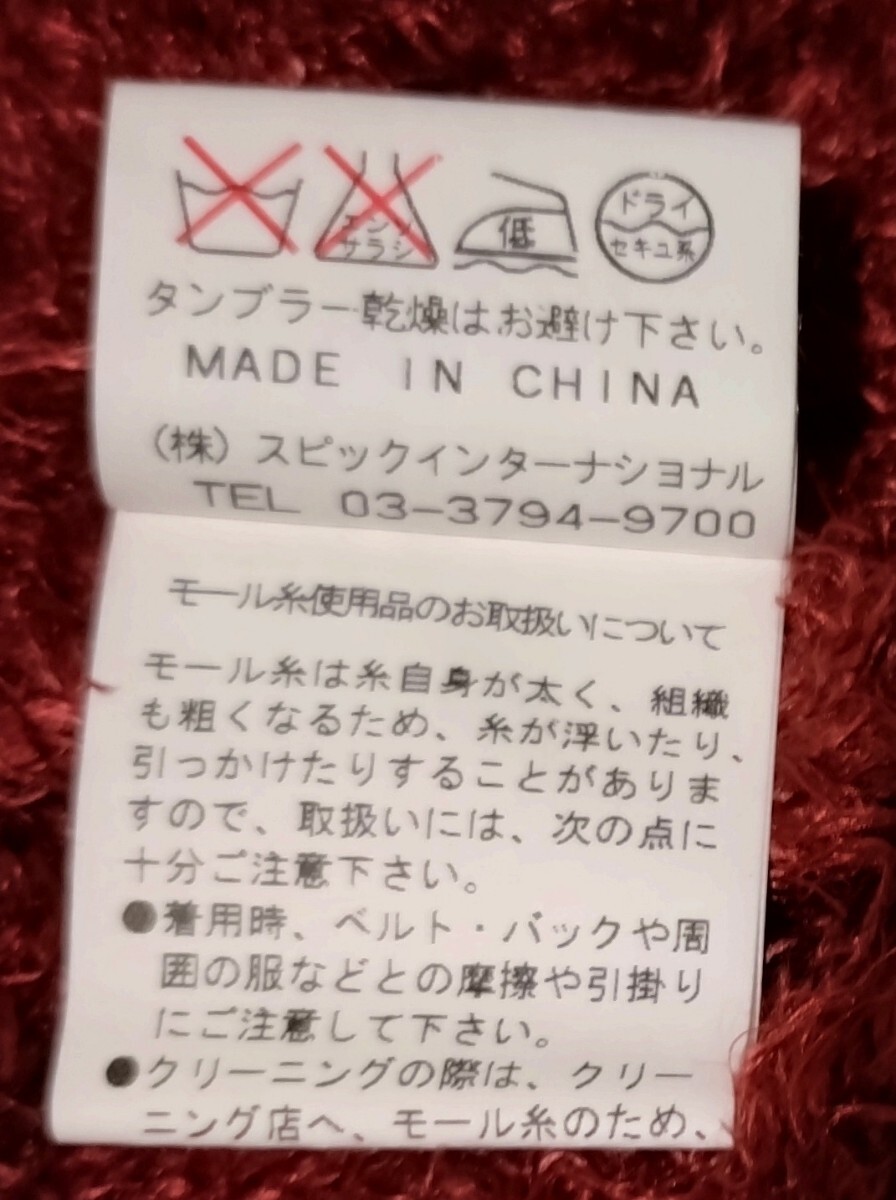 エンソ
サラシ
低
ドライ
セキユ系
タンブラー乾燥はお避け下さい。
MADE IN CHINA
（株）スピックインターナショナル
TEL 03-3794-9700
モール糸使用品のお取扱いについて
モール糸は糸自身が太く、組織
も粗くなるため、糸が浮いたり、
引っかけたりすることがありま
すので、取扱いには、次の点に
十分ご注意下さい。
●着用時、ベルト・バックや周
囲の服などとの摩擦や引掛り
にご注意して下さい。
●クリーニングの際は、クリー
ニング店へ、モール糸のため、